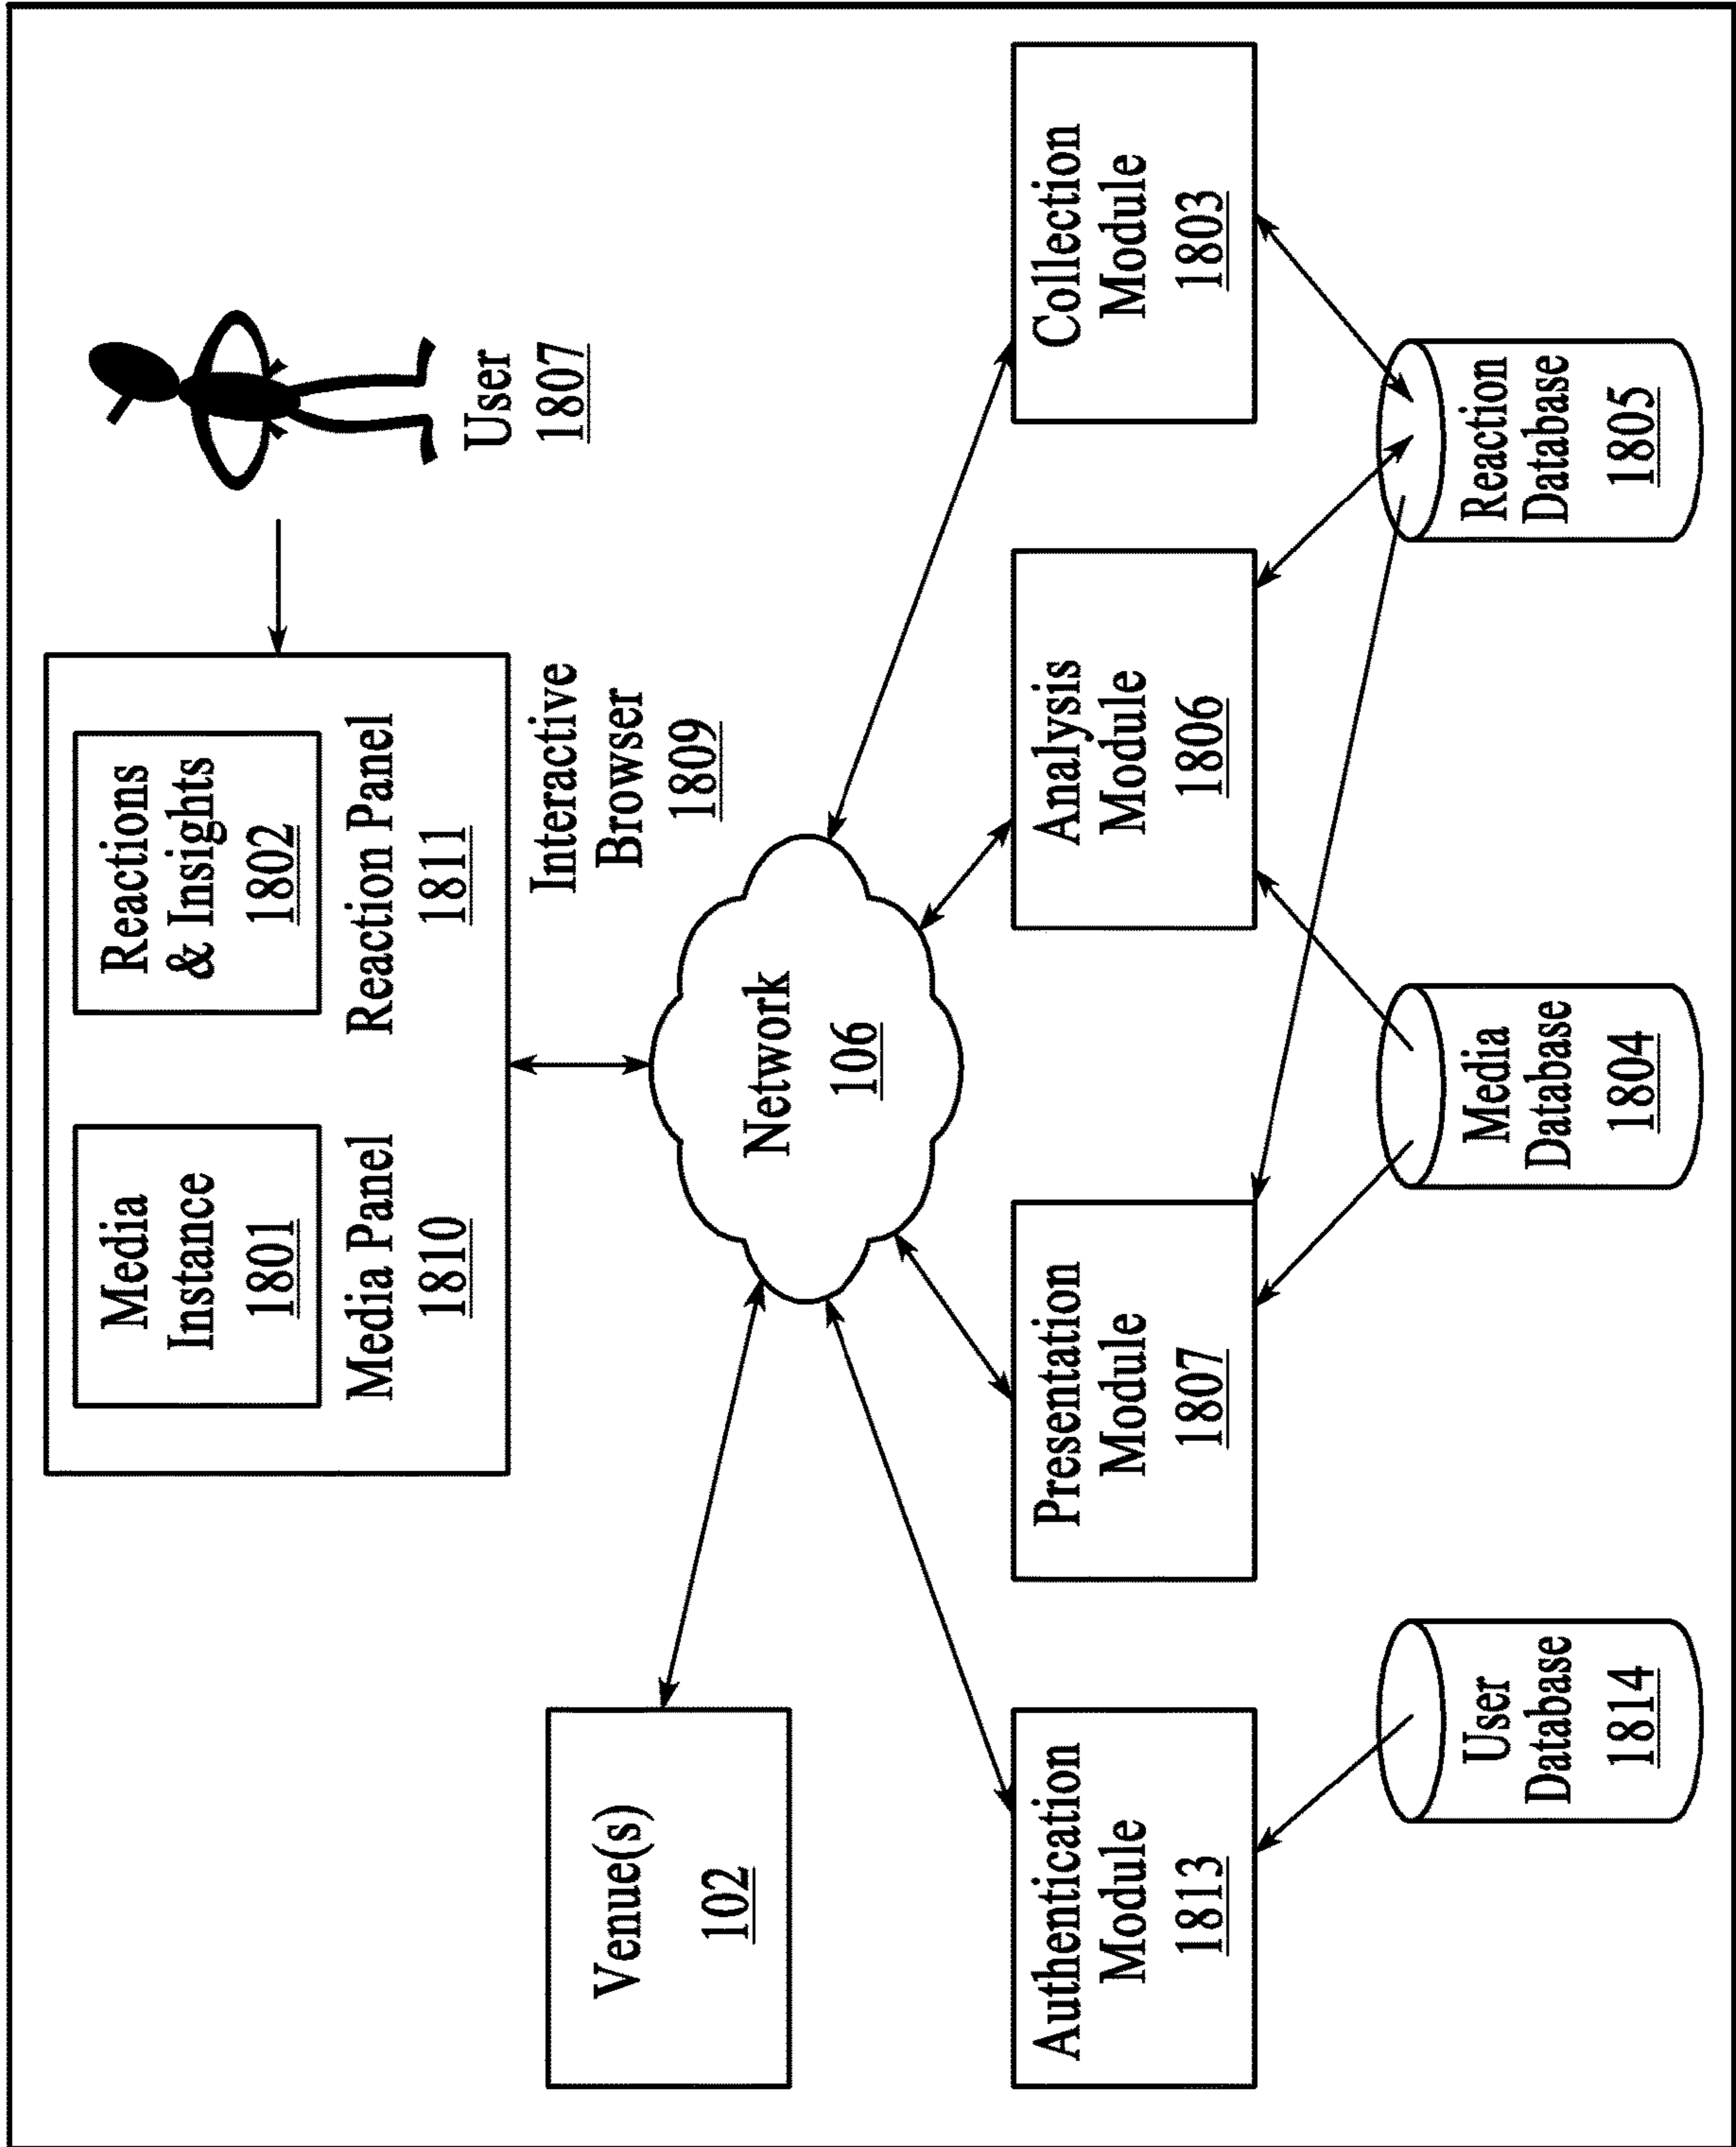 Media
Instance
1801
Media Panel
1810
Reactions
& Insights
1802
Reaction Panel
1811
User
1807
Interactive
Browser
1809
Venue(s)
102
Network
106
Authentication
Module
1813
Presentation
Module
1807
Analysis
Module
1806
Collection
Module
1803
User
Database
1814
Media
Database
1804
Reaction
Database
1805